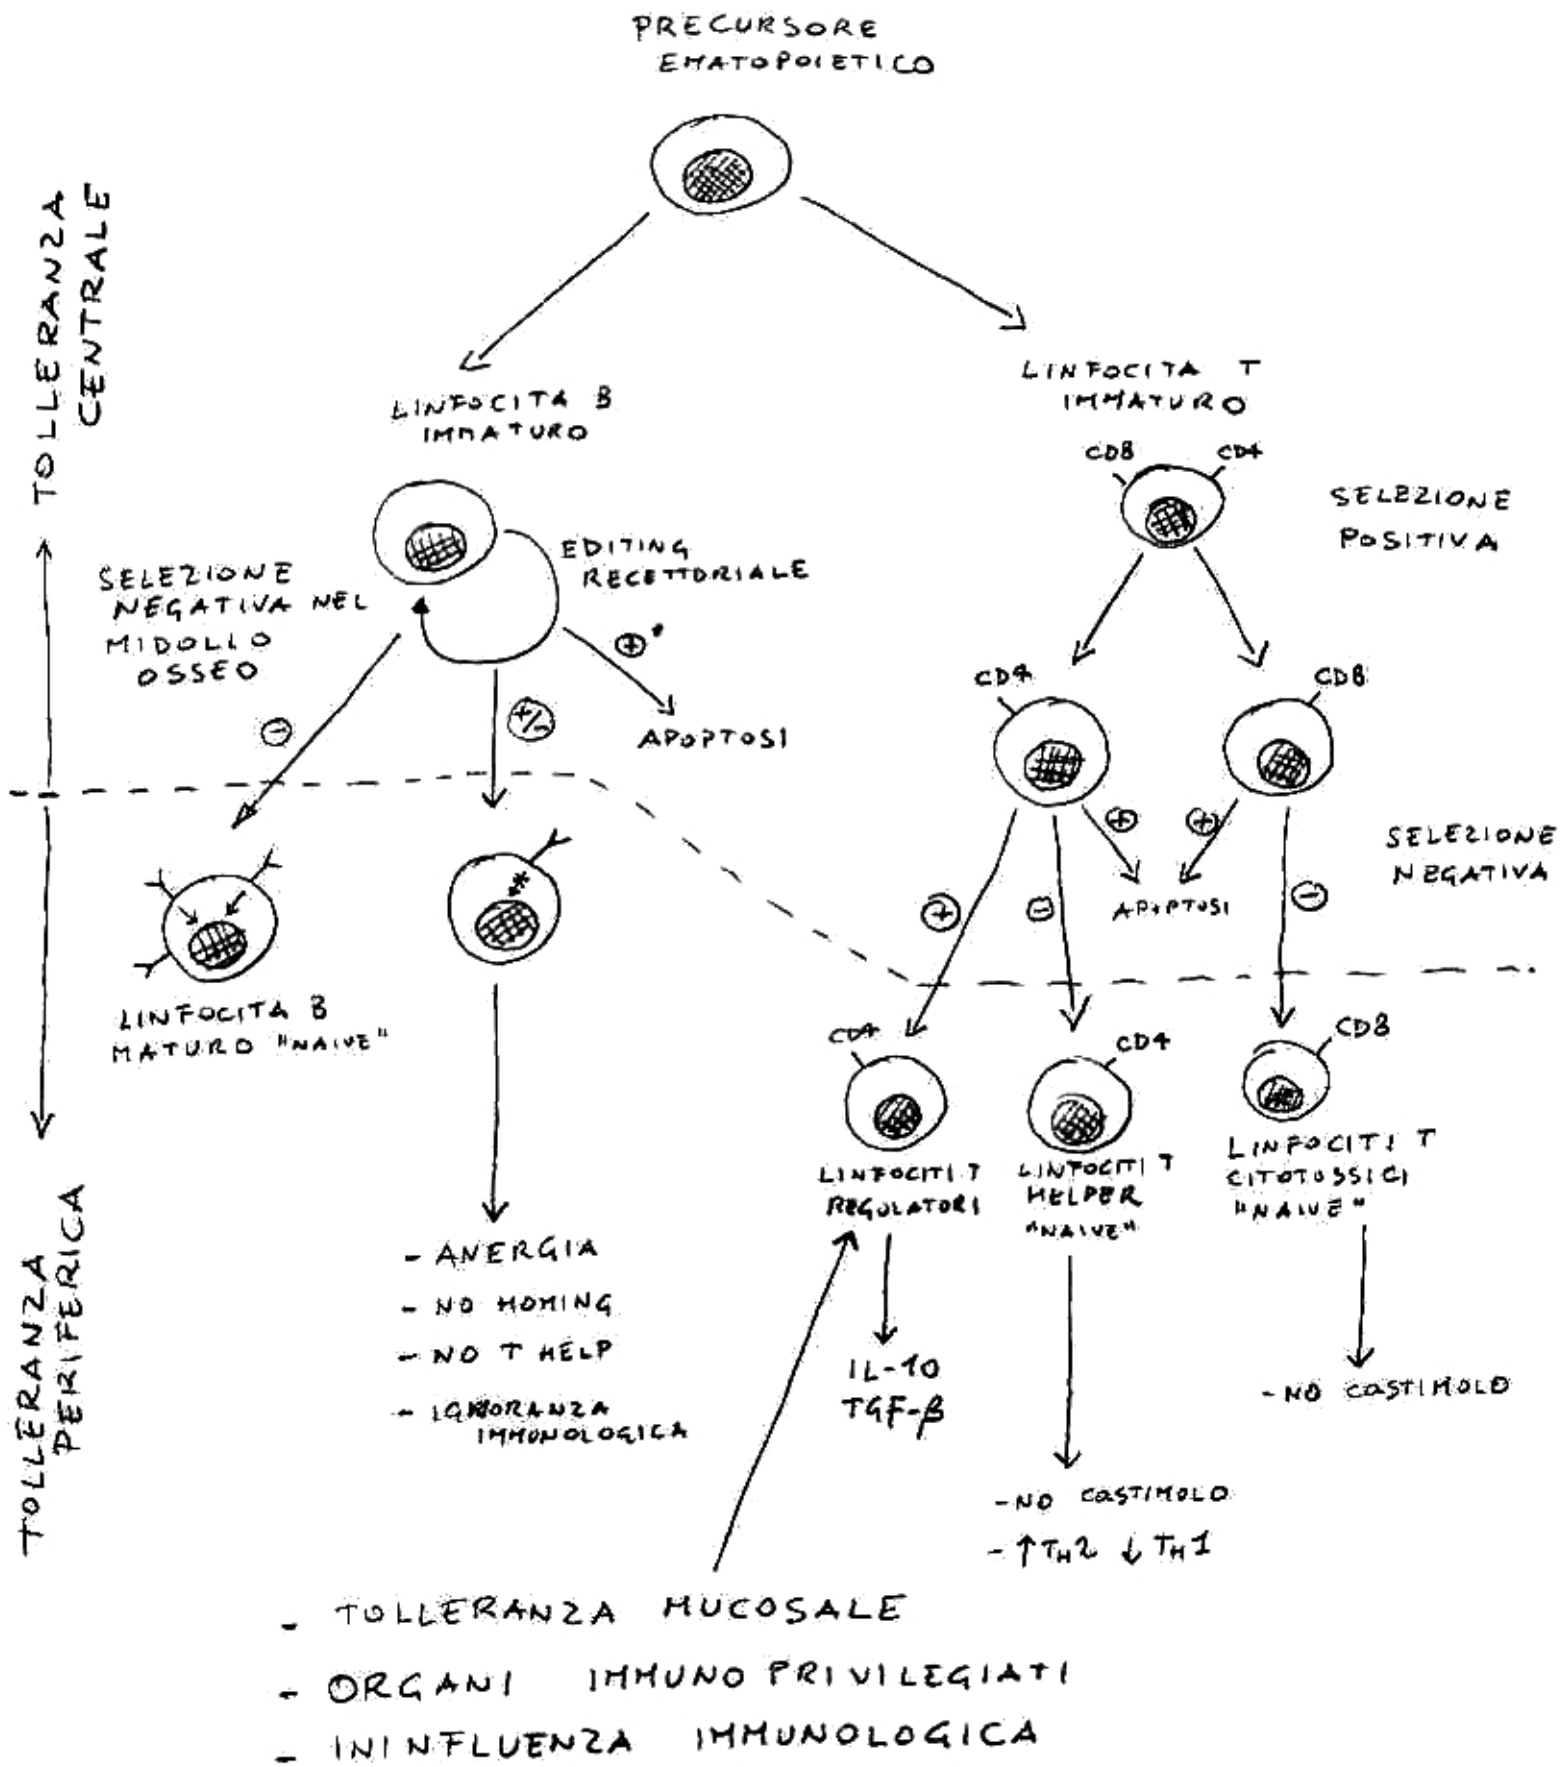 PRECURSORE
EMATOPOIETICO
TOLLERANZA
CENTRALE
LINFOCITA B
IMMATURO
LINFOCITA T
IMMATURO
CD8
CD4
SELEZIONE
POSITIVA
EDITING
RECETTORIALE
SELEZIONE
NEGATIVA NEL
MIDOLLO
OSSEO
+
-
+/-
APOPTOSI
CD4
CD8
+
+
SELEZIONE
NEGATIVA
+
-
APOPTOSI
-
LINFOCITA B
MATURO "NAIVE"
CD4
CD4
CD8
LINFOCITI T
REGOLATORI
LINFOCITI T
HELPER
"NAIVE"
LINFOCITI T
CITOTOSSICI
"NAIVE"
TOLLERANZA
PERIFERICA
- ANERGIA
- NO HOMING
- NO T HELP
- IGNORANZA
IMMUNOLOGICA
IL-10
TGF-β
- NO COSTIMOLO
- NO COSTIMOLO
- ↑ TH2 ↓ TH1
- TOLLERANZA MUCOSALE
- ORGANI IMMUNO PRIVILEGIATI
- ININFLUENZA IMMUNOLOGICA